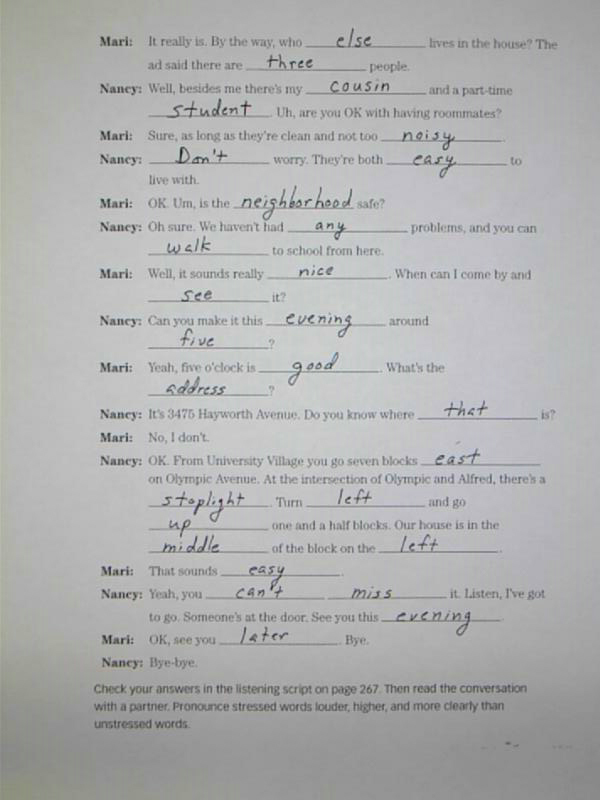 Mari: It really is. By the way, who else lives in the house? The
ad said there are three people.
Nancy: Well, besides me there's my cousin and a part-time
student. Uh, are you OK with having roommates?
Mari: Sure, as long as they're clean and not too noisy.
Nancy: Don't worry. They're both easy to
live with.
Mari: OK. Um, is the neighborhood safe?
Nancy: Oh sure. We haven't had any problems, and you can
walk to school from here.
Mari: Well, it sounds really nice. When can I come by and
see it?
Nancy: Can you make it this evening around
five?
Mari: Yeah, five o'clock is good. What's the
address?
Nancy: It's 3475 Hayworth Avenue. Do you know where that is?
Mari: No, I don't.
Nancy: OK. From University Village you go seven blocks east
on Olympic Avenue. At the intersection of Olympic and Alfred, there's a
stoplight. Turn left and go
up one and a half blocks. Our house is in the
middle of the block on the left.
Mari: That sounds easy.
Nancy: Yeah, you can't miss it. Listen, I've got
to go. Someone's at the door. See you this evening.
Mari: OK, see you later. Bye.
Nancy: Bye-bye.
Check your answers in the listening script on page 267. Then read the conversation
with a partner. Pronounce stressed words louder, higher, and more clearly than
unstressed words.